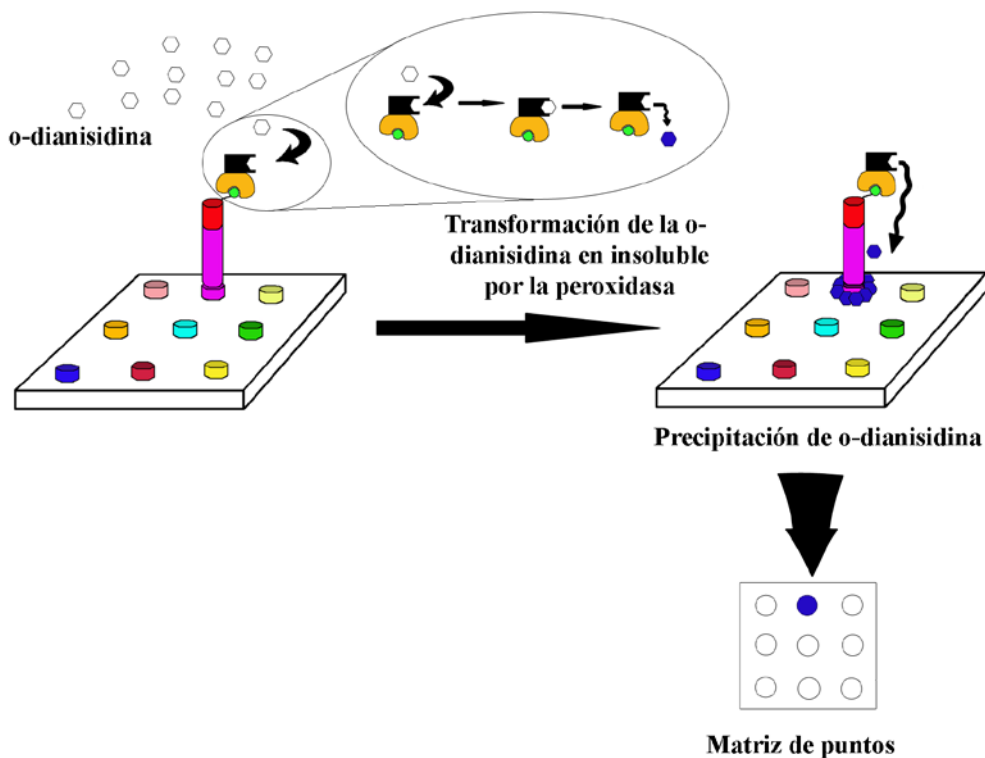 o-dianisidina
Transformación de la o-
dianisidina en insoluble
por la peroxidasa
Precipitación de o-dianisidina
Matriz de puntos